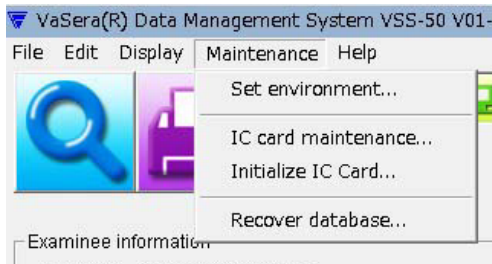 VaSera(R) Data Management System VSS-50 V01-
File Edit Display Maintenance Help
Set environment...
IC card maintenance...
Initialize IC Card...
Recover database...
Examinee information